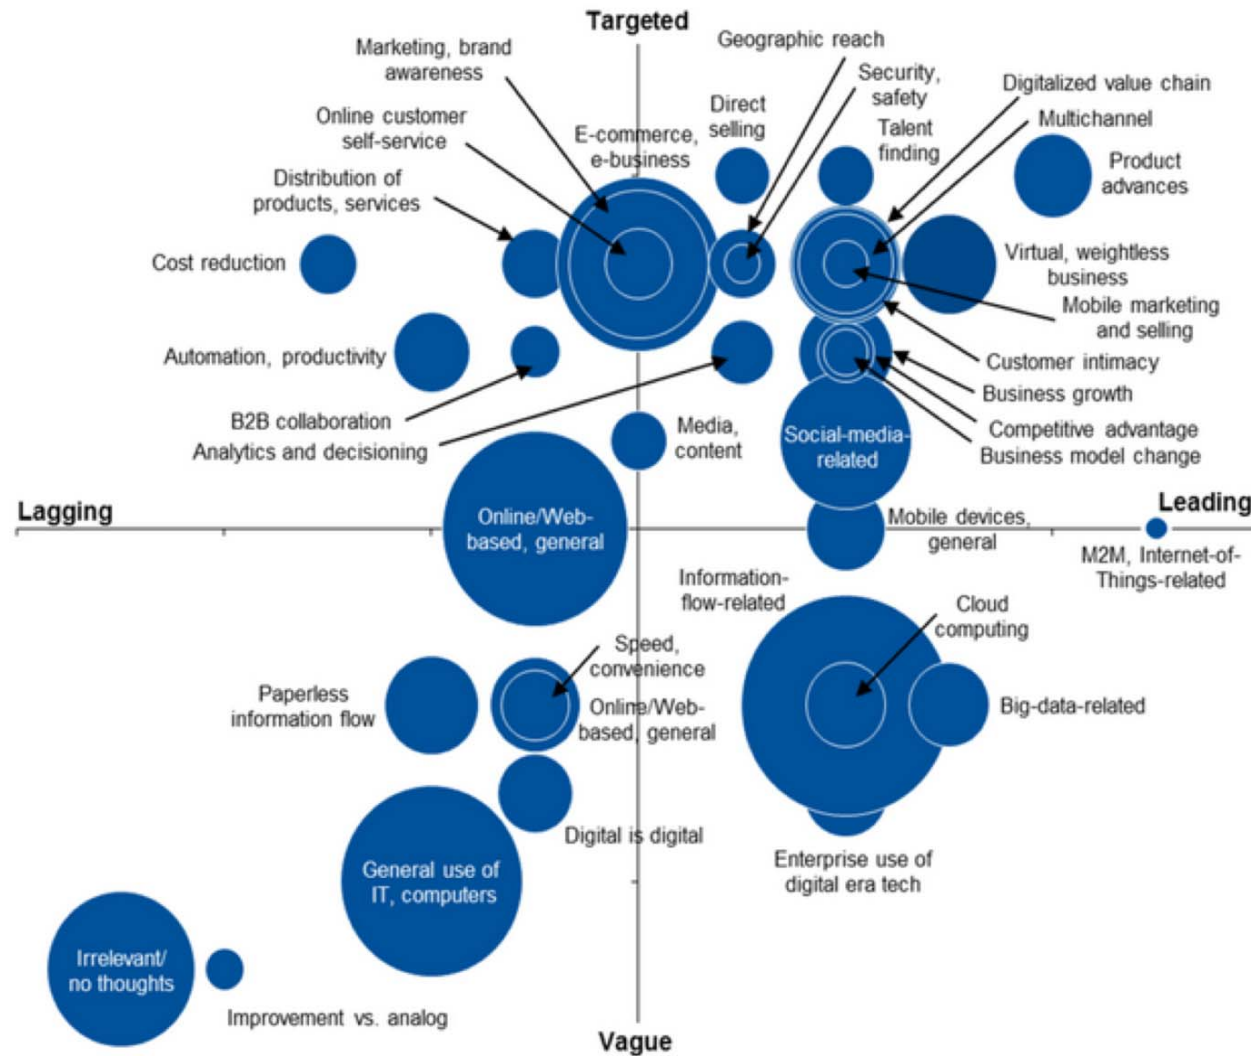 Targeted
Marketing, brand
awareness
Geographic reach
Security,
safety
Digitalized value chain
Online customer
self-service
Direct
selling
Multichannel
E-commerce,
e-business
Talent
finding
Product
advances
Distribution of
products, services
Cost reduction
Virtual, weightless
business
Mobile marketing
and selling
Automation, productivity
Customer intimacy
Business growth
B2B collaboration
Analytics and decisioning
Media,
content
Social-media-
related
Competitive advantage
Business model change
Lagging
Leading
Online/Web-
based, general
Mobile devices,
general
M2M, Internet-of-
Things-related
Information-
flow-related
Cloud
computing
Speed,
convenience
Paperless
information flow
Online/Web-
based, general
Big-data-related
Digital is digital
General use of
IT, computers
Enterprise use of
digital era tech
Irrelevant/
no thoughts
Improvement vs. analog
Vague